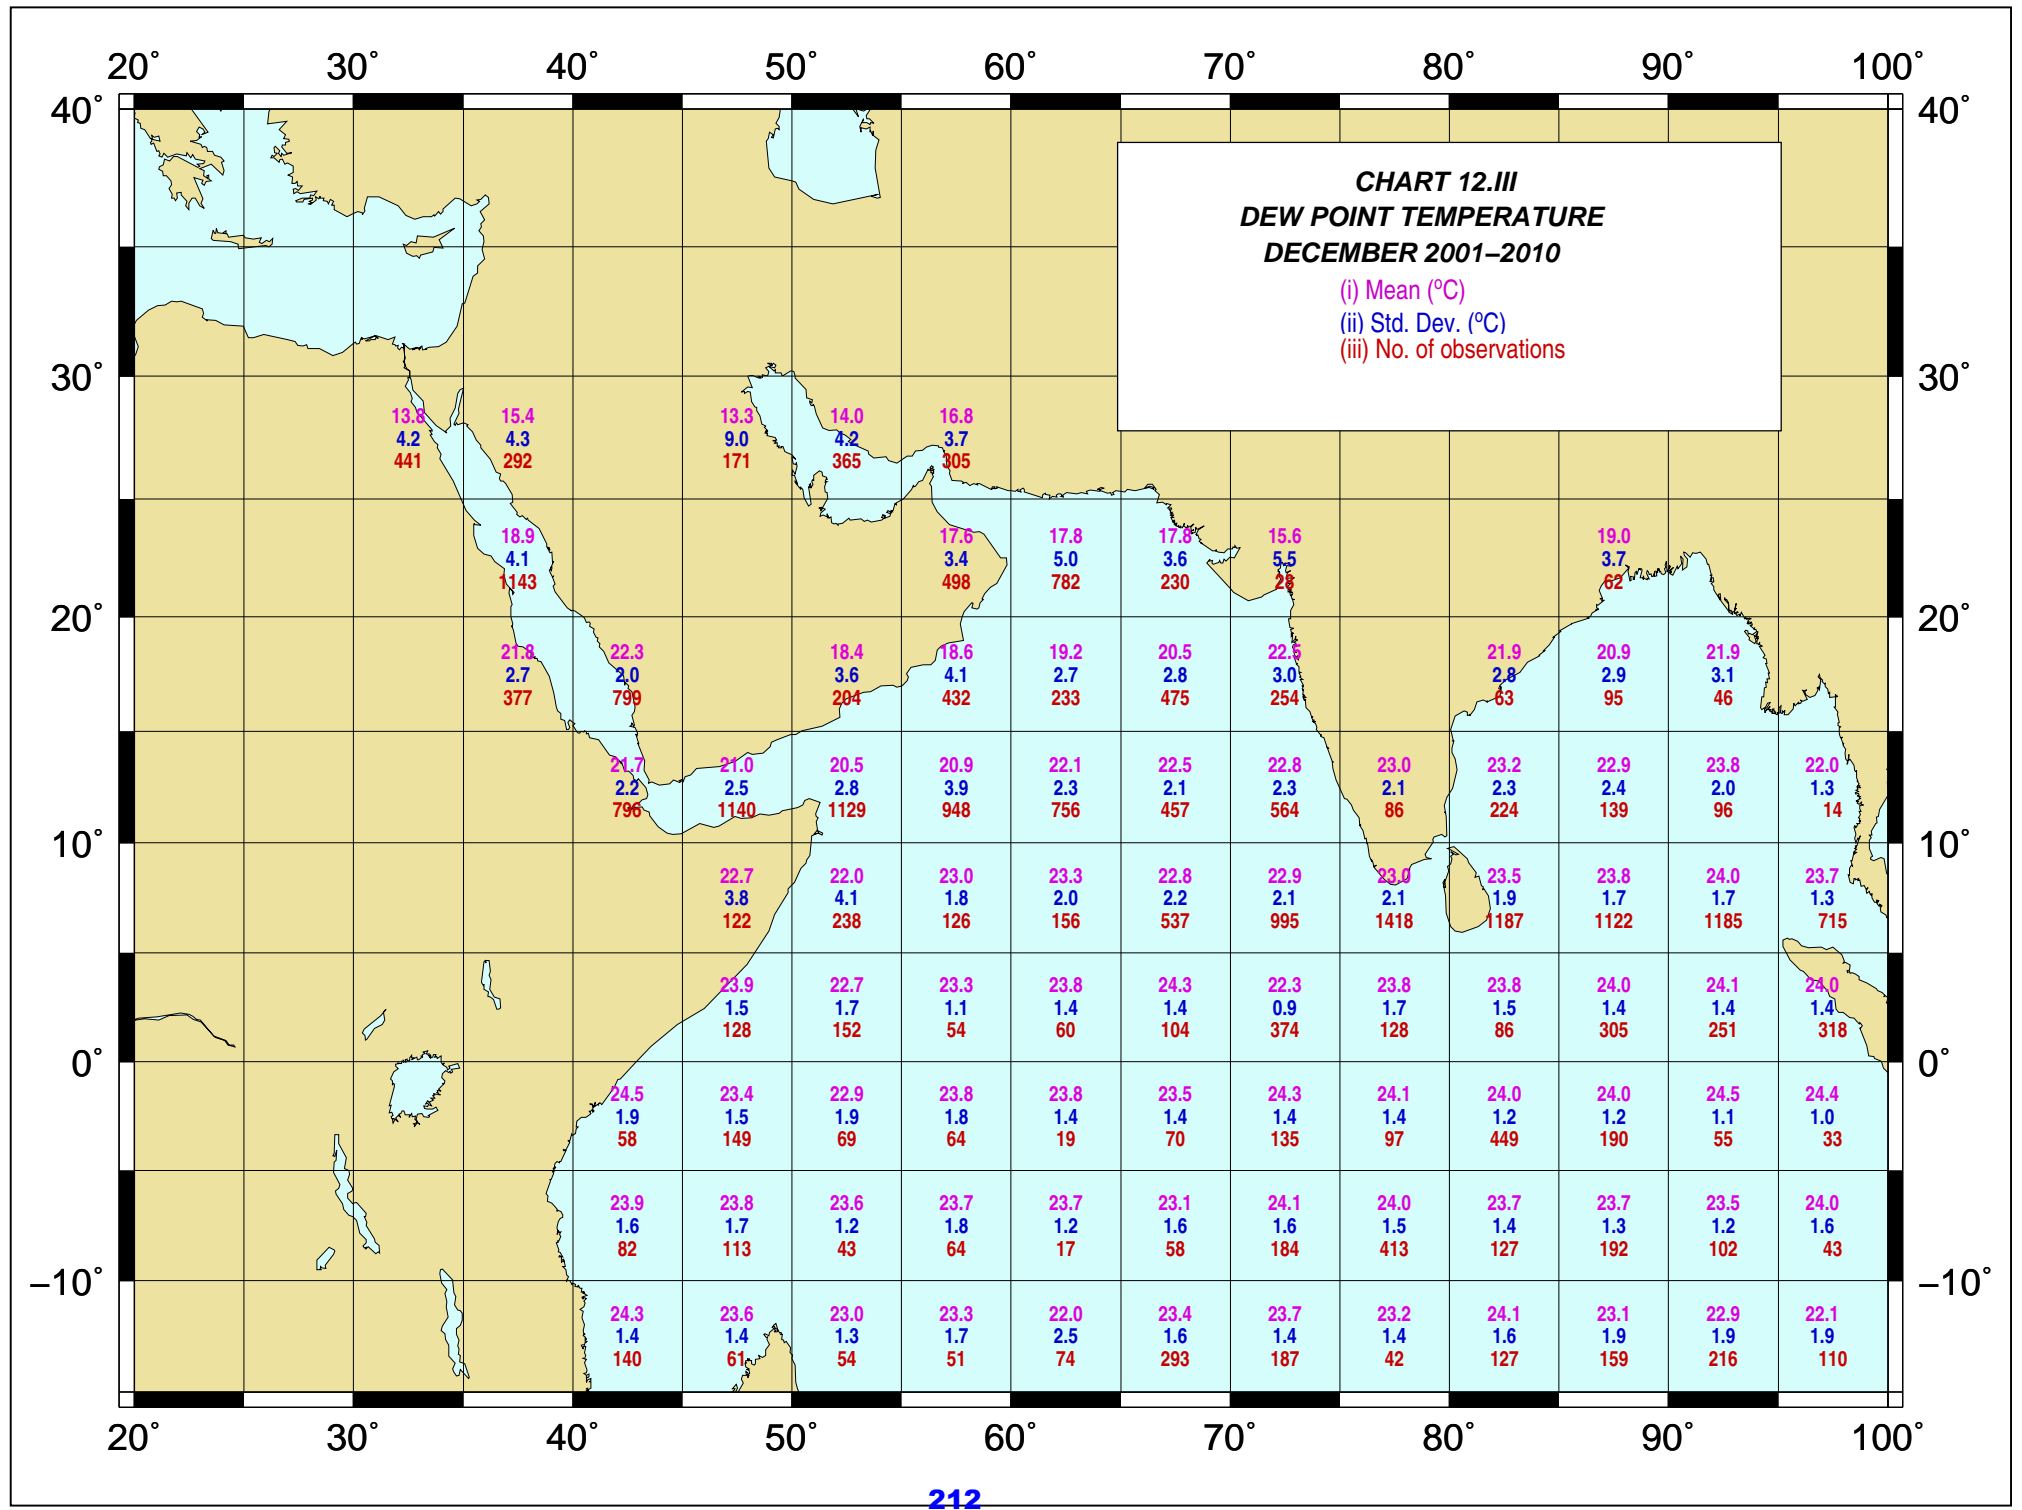 20° 30° 40° 50° 60° 70° 80° 90° 100°
40° 40°
CHART 12.III
DEW POINT TEMPERATURE
DECEMBER 2001–2010
(i) Mean (°C)
(ii) Std. Dev. (°C)
(iii) No. of observations
30° 30°
13.8 15.4 13.3 14.0 16.8
4.2 4.3 9.0 4.2 3.7
441 292 171 365 305
18.9 17.6 17.8 17.8 15.6 19.0
4.1 3.4 5.0 3.6 5.5 3.7
1143 498 782 230 28 62
20° 20°
21.8 22.3 18.4 18.6 19.2 20.5 22.5 21.9 20.9 21.9
2.7 2.0 3.6 4.1 2.7 2.8 3.0 2.8 2.9 3.1
377 799 204 432 233 475 254 63 95 46
21.7 21.0 20.5 20.9 22.1 22.5 22.8 23.0 23.2 22.9 23.8 22.0
2.2 2.5 2.8 3.9 2.3 2.1 2.3 2.1 2.3 2.4 2.0 1.3
796 1140 1129 948 756 457 564 86 224 139 96 14
10° 10°
22.7 22.0 23.0 23.3 22.8 22.9 23.0 23.5 23.8 24.0 23.7
3.8 4.1 1.8 2.0 2.2 2.1 2.1 1.9 1.7 1.7 1.3
122 238 126 156 537 995 1418 1187 1122 1185 715
23.9 22.7 23.3 23.8 24.3 22.3 23.8 23.8 24.0 24.1 24.0
1.5 1.7 1.1 1.4 1.4 0.9 1.7 1.5 1.4 1.4 1.4
128 152 54 60 104 374 128 86 305 251 318
0° 0°
24.5 23.4 22.9 23.8 23.8 23.5 24.3 24.1 24.0 24.0 24.5 24.4
1.9 1.5 1.9 1.8 1.4 1.4 1.4 1.4 1.2 1.2 1.1 1.0
58 149 69 64 19 70 135 97 449 190 55 33
23.9 23.8 23.6 23.7 23.7 23.1 24.1 24.0 23.7 23.7 23.5 24.0
1.6 1.7 1.2 1.8 1.2 1.6 1.6 1.5 1.4 1.3 1.2 1.6
82 113 43 64 17 58 184 413 127 192 102 43
–10° –10°
24.3 23.6 23.0 23.3 22.0 23.4 23.7 23.2 24.1 23.1 22.9 22.1
1.4 1.4 1.3 1.7 2.5 1.6 1.4 1.4 1.6 1.9 1.9 1.9
140 61 54 51 74 293 187 42 127 159 216 110
20° 30° 40° 50° 60° 70° 80° 90° 100°
212